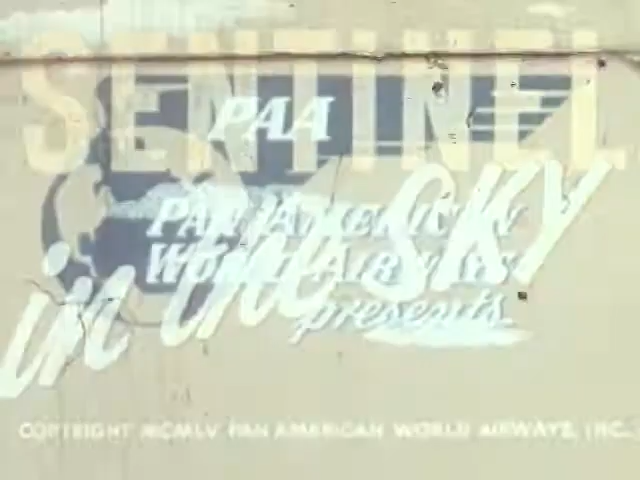 SENTINEL
PAA
in the SKY
PAN AMERICAN
WORLD AIRWAYS
presents
COPYRIGHT MCMLV PAN AMERICAN WORLD AIRWAYS, INC.